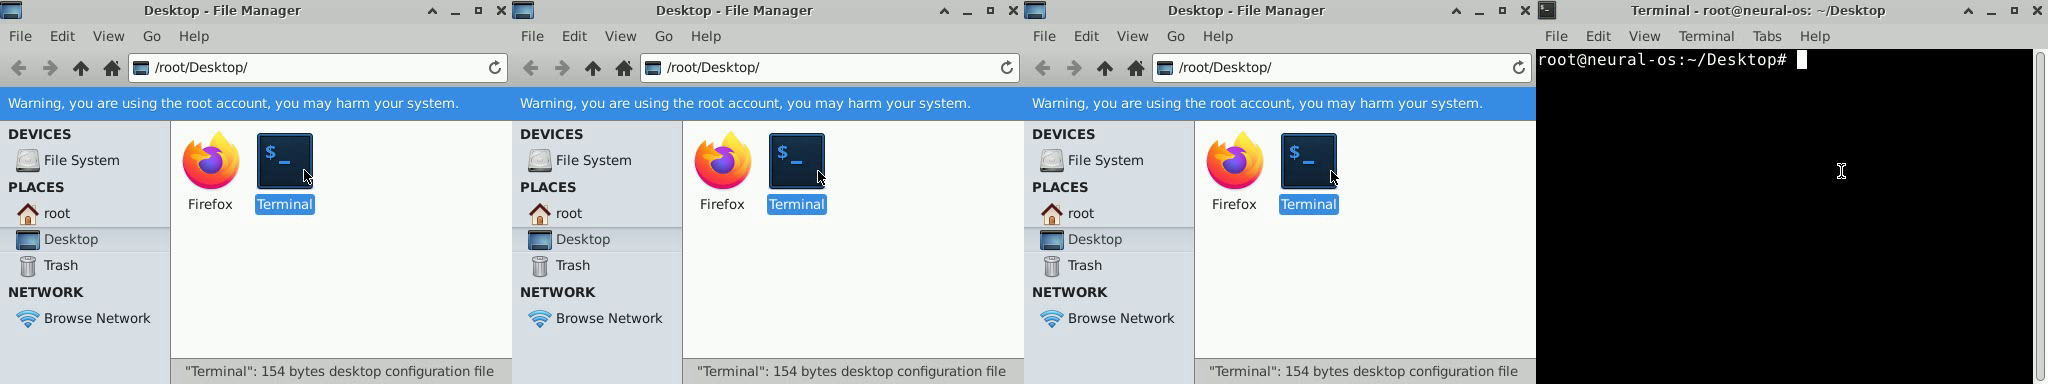 Desktop - File Manager
File Edit View Go Help
/root/Desktop/
Warning, you are using the root account, you may harm your system.
DEVICES
File System
PLACES
root
Desktop
Trash
NETWORK
Browse Network
$_
Firefox
Terminal
"Terminal": 154 bytes desktop configuration file
Desktop - File Manager
File Edit View Go Help
/root/Desktop/
Warning, you are using the root account, you may harm your system.
DEVICES
File System
PLACES
root
Desktop
Trash
NETWORK
Browse Network
$_
Firefox
Terminal
"Terminal": 154 bytes desktop configuration file
Desktop - File Manager
File Edit View Go Help
/root/Desktop/
Warning, you are using the root account, you may harm your system.
DEVICES
File System
PLACES
root
Desktop
Trash
NETWORK
Browse Network
$_
Firefox
Terminal
"Terminal": 154 bytes desktop configuration file
Terminal - root@neural-os: ~/Desktop
File Edit View Terminal Tabs Help
root@neural-os:~/Desktop#